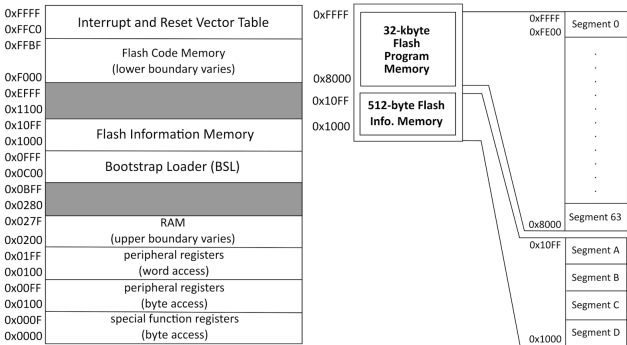 0xFFFF
Interrupt and Reset Vector Table
0xFFC0
0xFFBF
Flash Code Memory
(lower boundary varies)
0xF000
0xEFFF
0x1100
0x10FF
Flash Information Memory
0x1000
0x0FFF
Bootstrap Loader (BSL)
0x0C00
0x0BFF
0x0280
0x027F
RAM
0x0200
(upper boundary varies)
0x01FF
peripheral registers
0x0100
(word access)
0x00FF
peripheral registers
0x0100
(byte access)
0x000F
special function registers
0x0000
(byte access)
0xFFFF
32-kbyte
Flash
Program
Memory
0x8000
0x10FF
512-byte Flash
Info. Memory
0x1000
0xFFFF
0xFE00
Segment 0
.
.
.
.
.
.
.
.
0x8000
Segment 63
0x10FF
Segment A
Segment B
Segment C
Segment D
0x1000